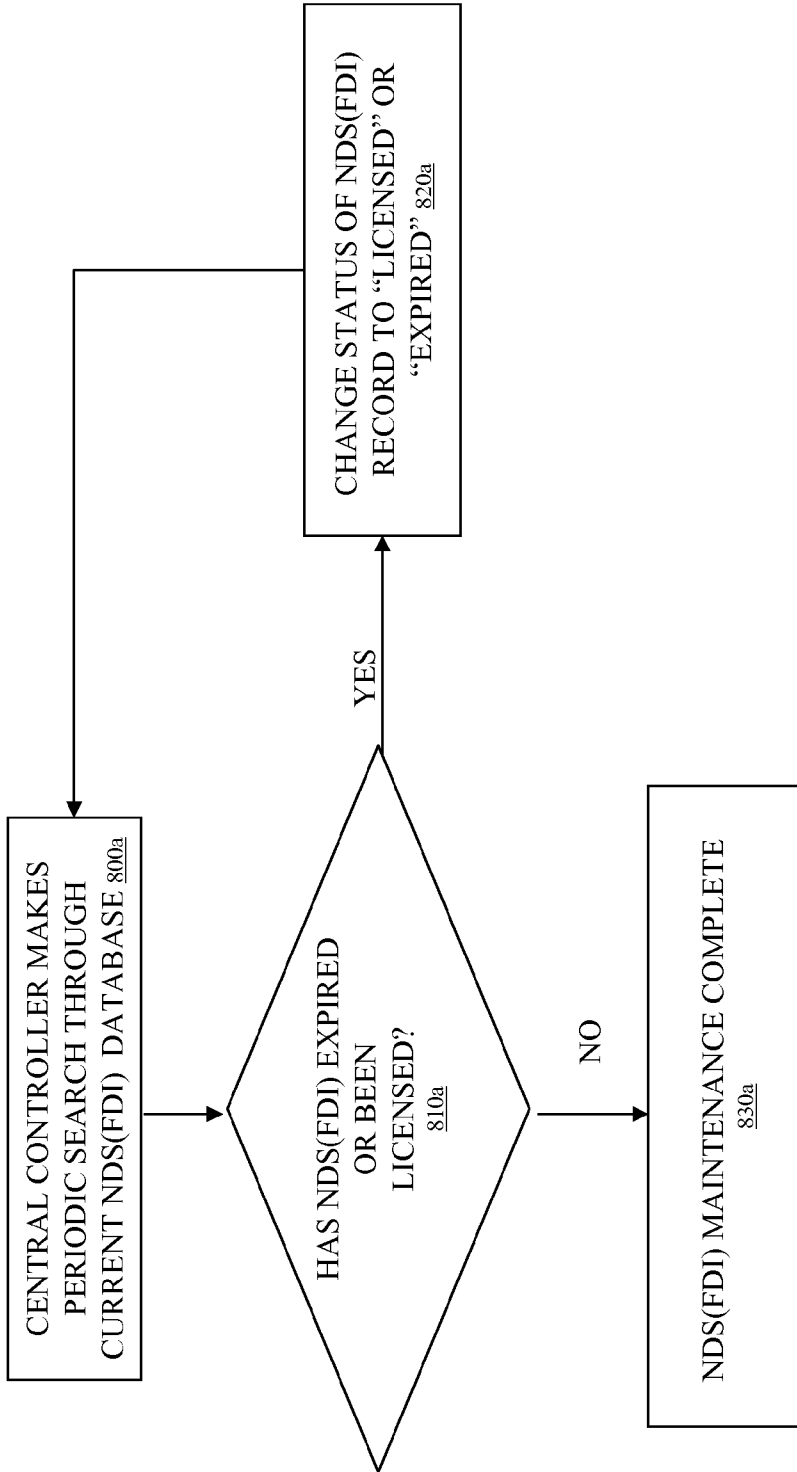 CENTRAL CONTROLLER MAKES
PERIODIC SEARCH THROUGH
CURRENT NDS(FDI) DATABASE 800a
HAS NDS(FDI) EXPIRED
OR BEEN
LICENSED?
810a
YES
CHANGE STATUS OF NDS(FDI)
RECORD TO “LICENSED” OR
“EXPIRED” 820a
NO
NDS(FDI) MAINTENANCE COMPLETE
830a